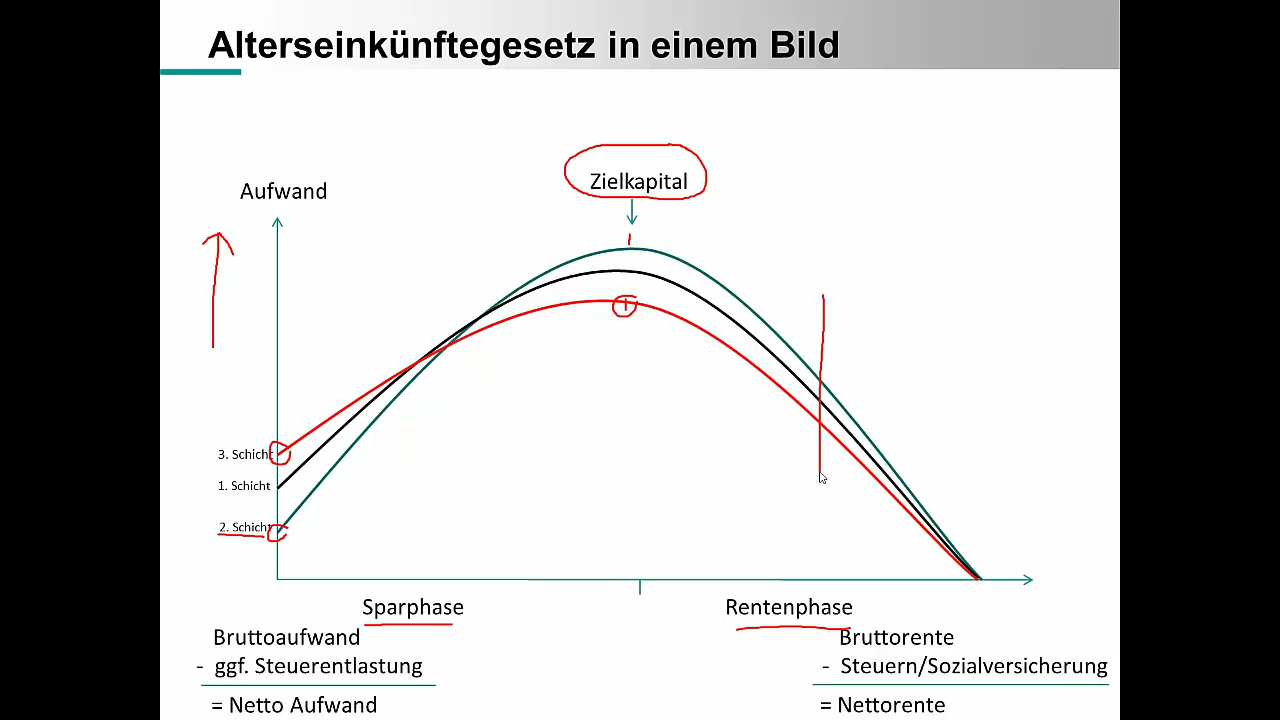 Alterseinkünftegesetz in einem Bild
Zielkapital
Aufwand
3. Schicht
1. Schicht
2. Schicht
Sparphase
Rentenphase
Bruttoaufwand
- ggf. Steuerentlastung
= Netto Aufwand
Bruttorente
- Steuern/Sozialversicherung
= Nettorente